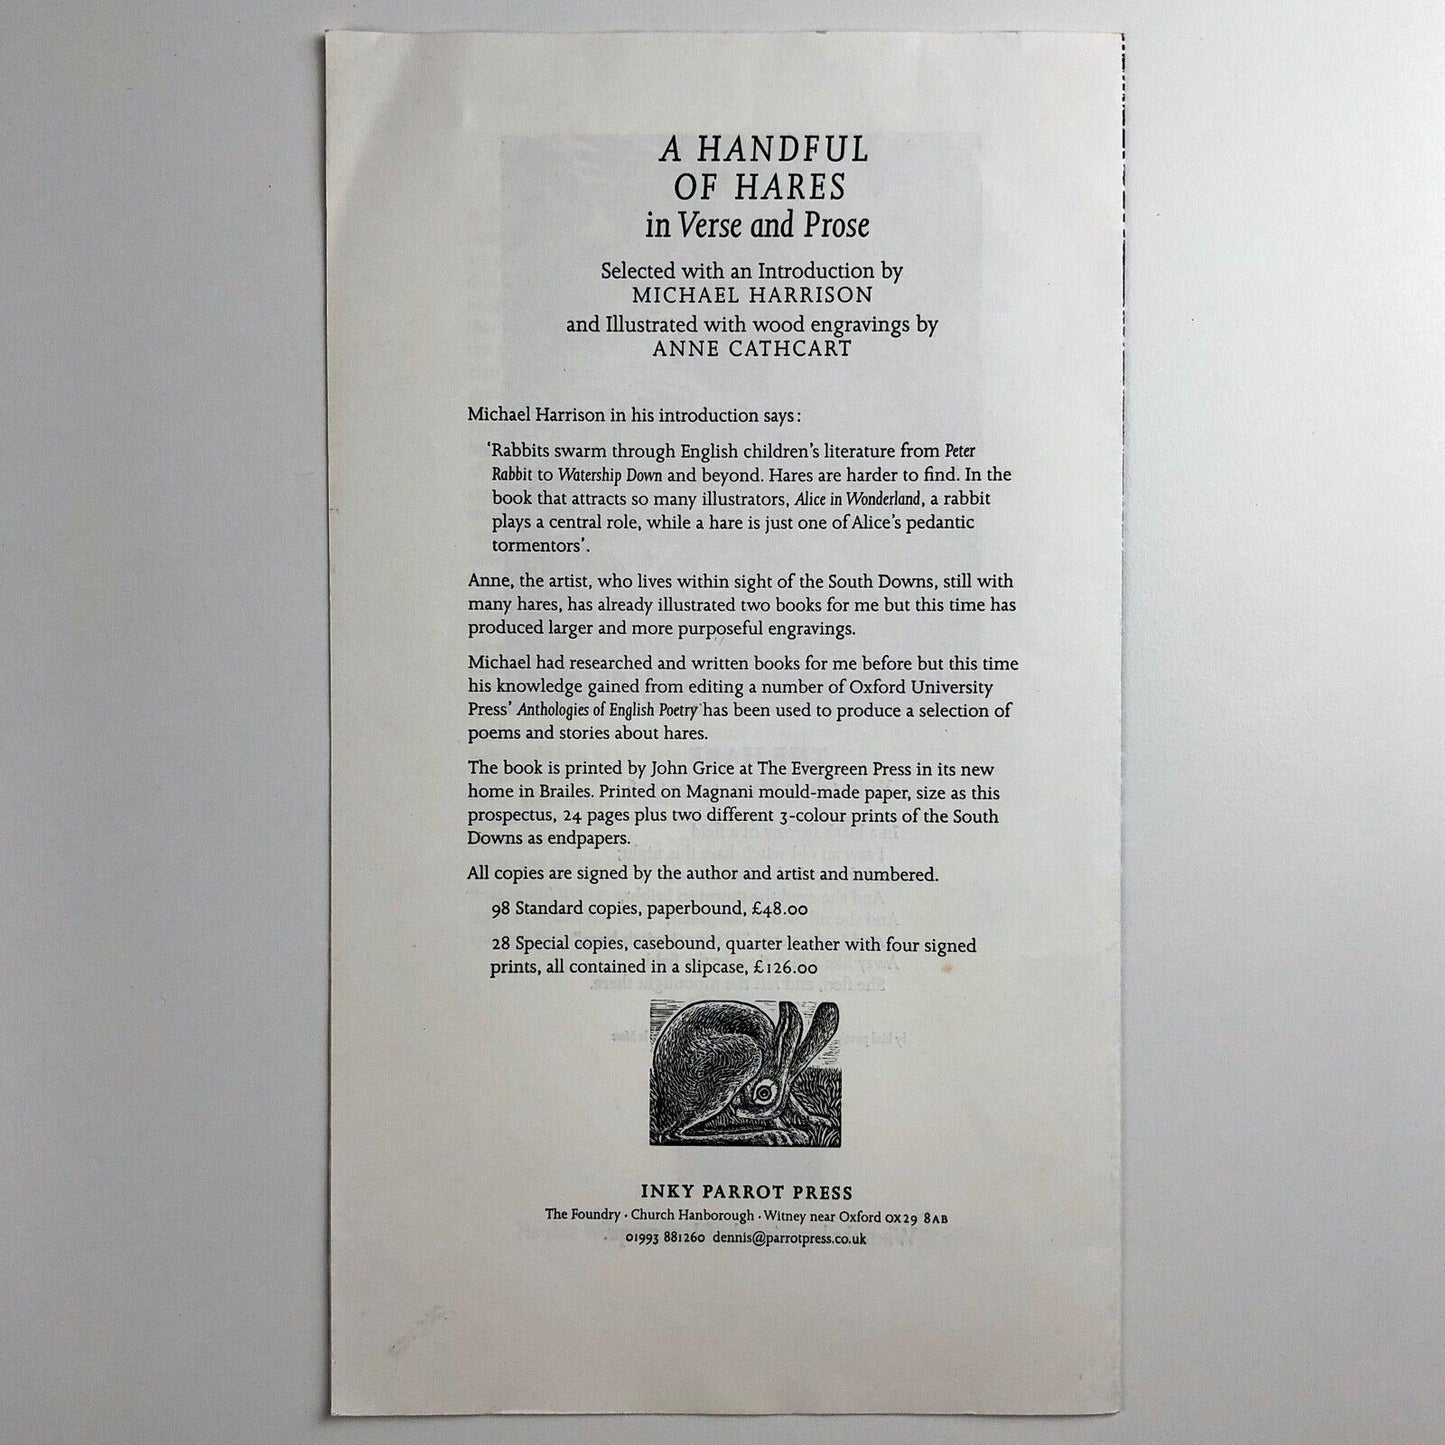 A HANDFUL
OF HARES
in Verse and Prose
Selected with an Introduction by
MICHAEL HARRISON
and Illustrated with wood engravings by
ANNE CATHCART
Michael Harrison in his introduction says:
‘Rabbits swarm through English children’s literature from Peter
Rabbit to Watership Down and beyond. Hares are harder to find. In the
book that attracts so many illustrators, Alice in Wonderland, a rabbit
plays a central role, while a hare is just one of Alice’s pedantic
tormentors’.
Anne, the artist, who lives within sight of the South Downs, still with
many hares, has already illustrated two books for me but this time has
produced larger and more purposeful engravings.
Michael had researched and written books for me before but this time
his knowledge gained from editing a number of Oxford University
Press’ Anthologies of English Poetry has been used to produce a selection of
poems and stories about hares.
The book is printed by John Grice at The Evergreen Press in its new
home in Brailes. Printed on Magnani mould-made paper, size as this
prospectus, 24 pages plus two different 3-colour prints of the South
Downs as endpapers.
All copies are signed by the author and artist and numbered.
98 Standard copies, paperbound, £48.00
28 Special copies, casebound, quarter leather with four signed
prints, all contained in a slipcase, £126.00
INKY PARROT PRESS
The Foundry · Church Hanborough · Witney near Oxford OX29 8AB
01993 881260 dennis@parrotpress.co.uk